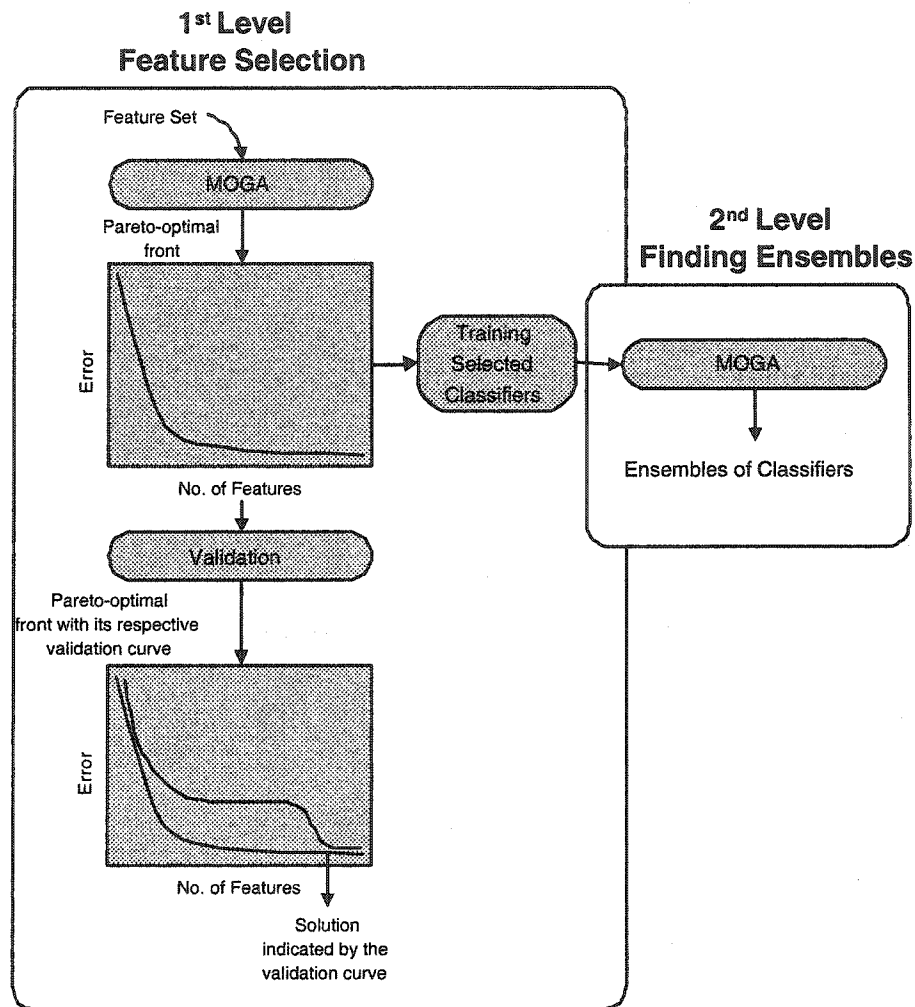 1st Level
Feature Selection
Feature Set
MOGA
Pareto-optimal
front
Error
No. of Features
Training
Selected
Classifiers
2nd Level
Finding Ensembles
MOGA
Ensembles of Classifiers
Validation
Pareto-optimal
front with its respective
validation curve
Error
No. of Features
Solution
indicated by the
validation curve